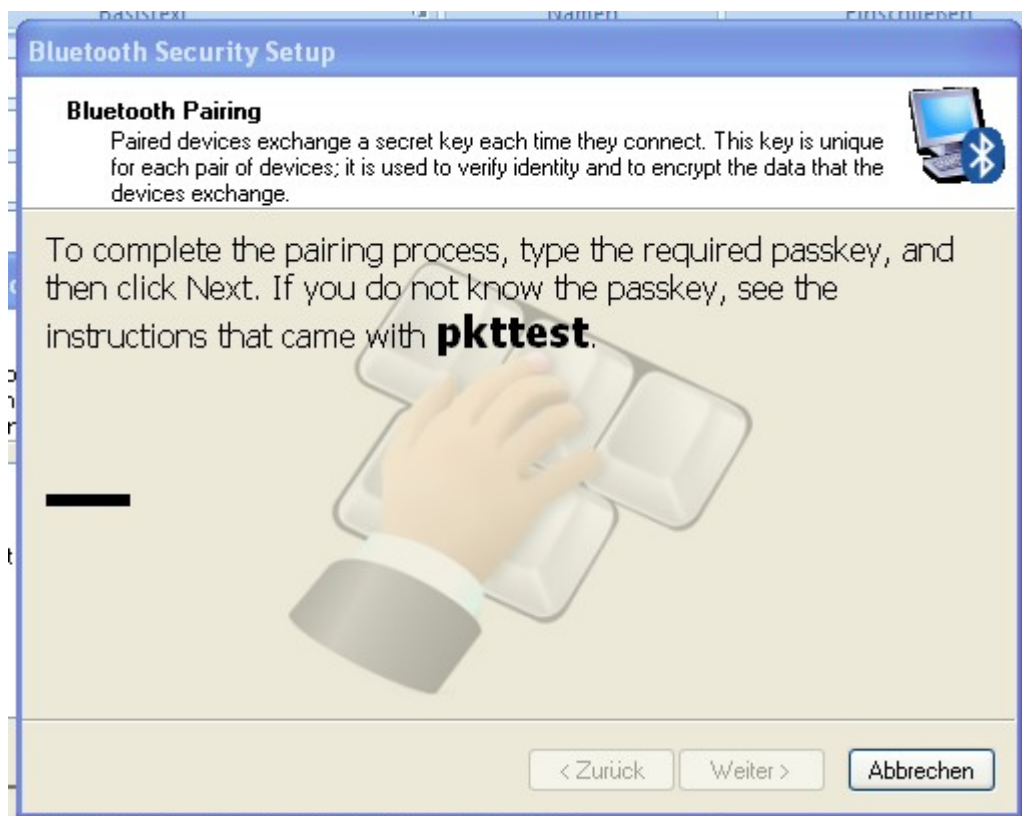 Basistext Namen Einschließen
Bluetooth Security Setup
Bluetooth Pairing
Paired devices exchange a secret key each time they connect. This key is unique
for each pair of devices; it is used to verify identity and to encrypt the data that the
devices exchange.
To complete the pairing process, type the required passkey, and
then click Next. If you do not know the passkey, see the
instructions that came with pkttest.
< Zurück Weiter > Abbrechen